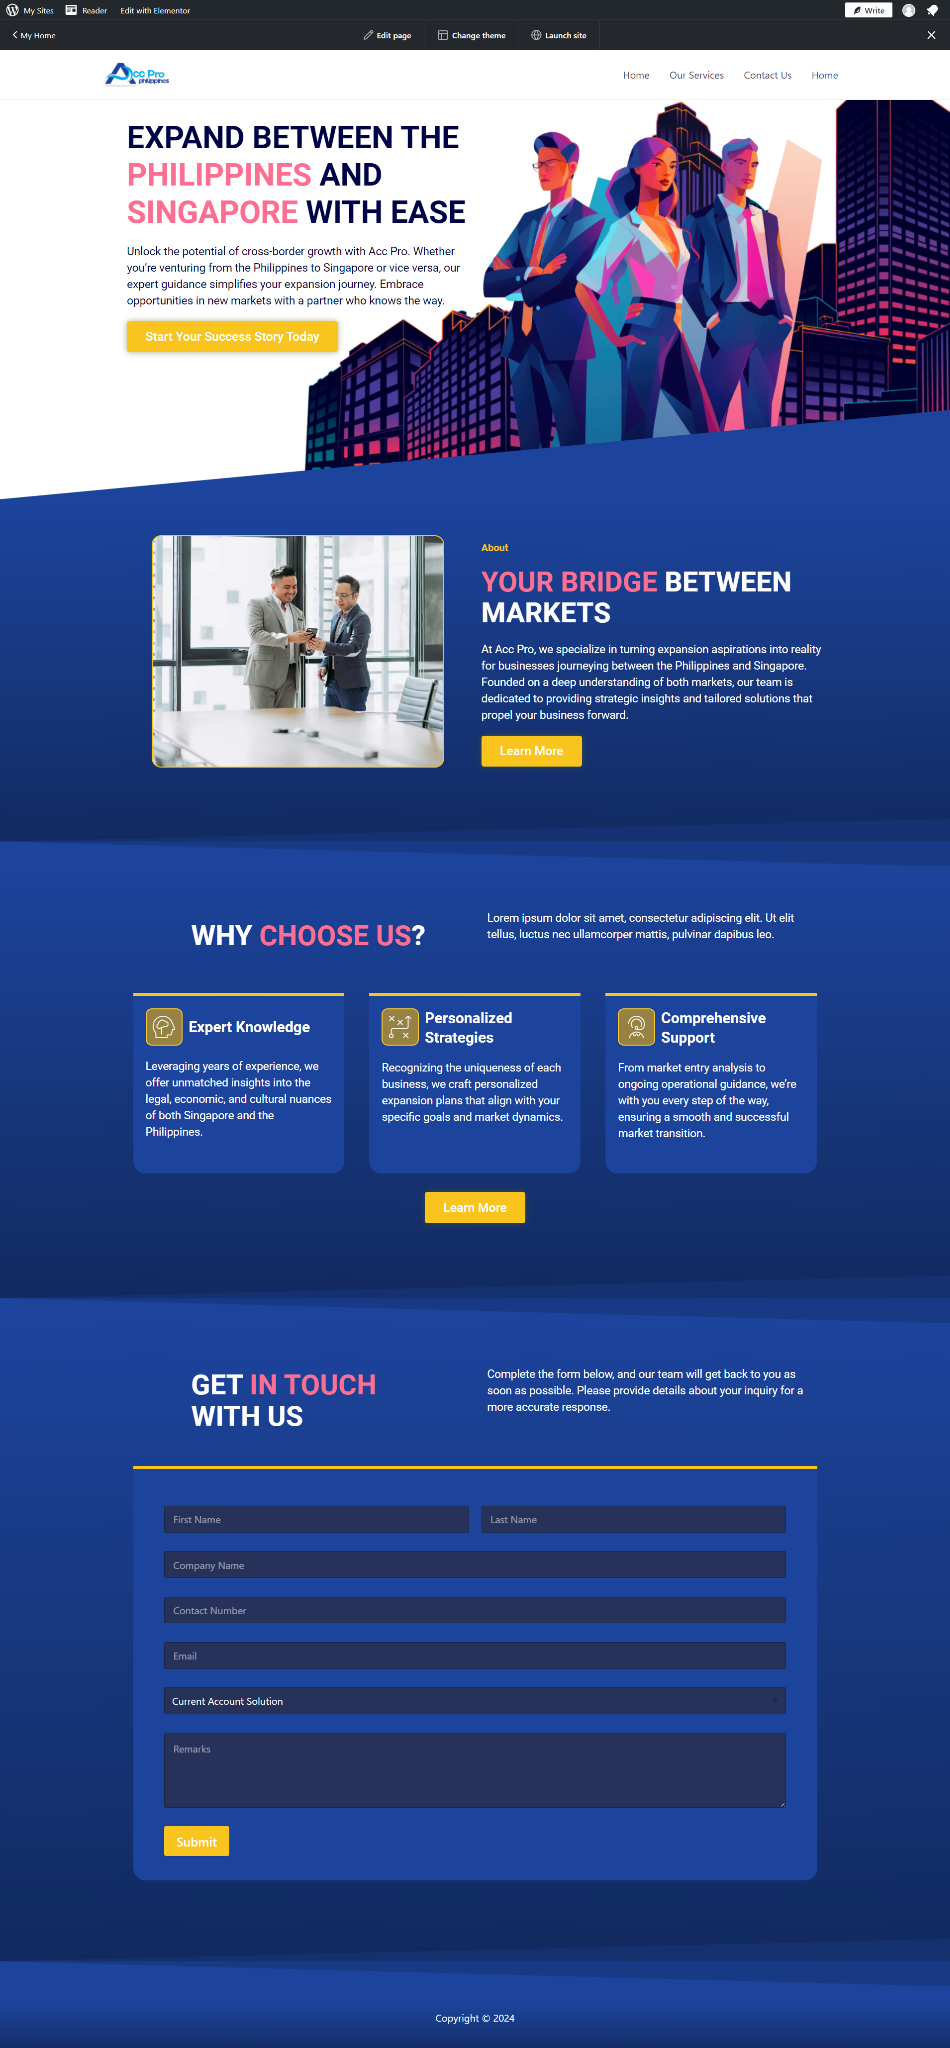 My Sites
Reader
Edit with Elementor
Write
My Home
Edit page
Change theme
Launch site
Acc Pro
philippines
Home
Our Services
Contact Us
Home
EXPAND BETWEEN THE
PHILIPPINES AND
SINGAPORE WITH EASE
Unlock the potential of cross-border growth with Acc Pro. Whether
you're venturing from the Philippines to Singapore or vice versa, our
expert guidance simplifies your expansion journey. Embrace
opportunities in new markets with a partner who knows the way.
Start Your Success Story Today
About
YOUR BRIDGE BETWEEN
MARKETS
At Acc Pro, we specialize in turning expansion aspirations into reality
for businesses journeying between the Philippines and Singapore.
Founded on a deep understanding of both markets, our team is
dedicated to providing strategic insights and tailored solutions that
propel your business forward.
Learn More
WHY CHOOSE US?
Lorem ipsum dolor sit amet, consectetur adipiscing elit. Ut elit
tellus, luctus nec ullamcorper mattis, pulvinar dapibus leo.
Expert Knowledge
Leveraging years of experience, we
offer unmatched insights into the
legal, economic, and cultural nuances
of both Singapore and the
Philippines.
Personalized
Strategies
Recognizing the uniqueness of each
business, we craft personalized
expansion plans that align with your
specific goals and market dynamics.
Comprehensive
Support
From market entry analysis to
ongoing operational guidance, we're
with you every step of the way,
ensuring a smooth and successful
market transition.
Learn More
GET IN TOUCH
WITH US
Complete the form below, and our team will get back to you as
soon as possible. Please provide details about your inquiry for a
more accurate response.
First Name
Last Name
Company Name
Contact Number
Email
Current Account Solution
Remarks
Submit
Copyright © 2024